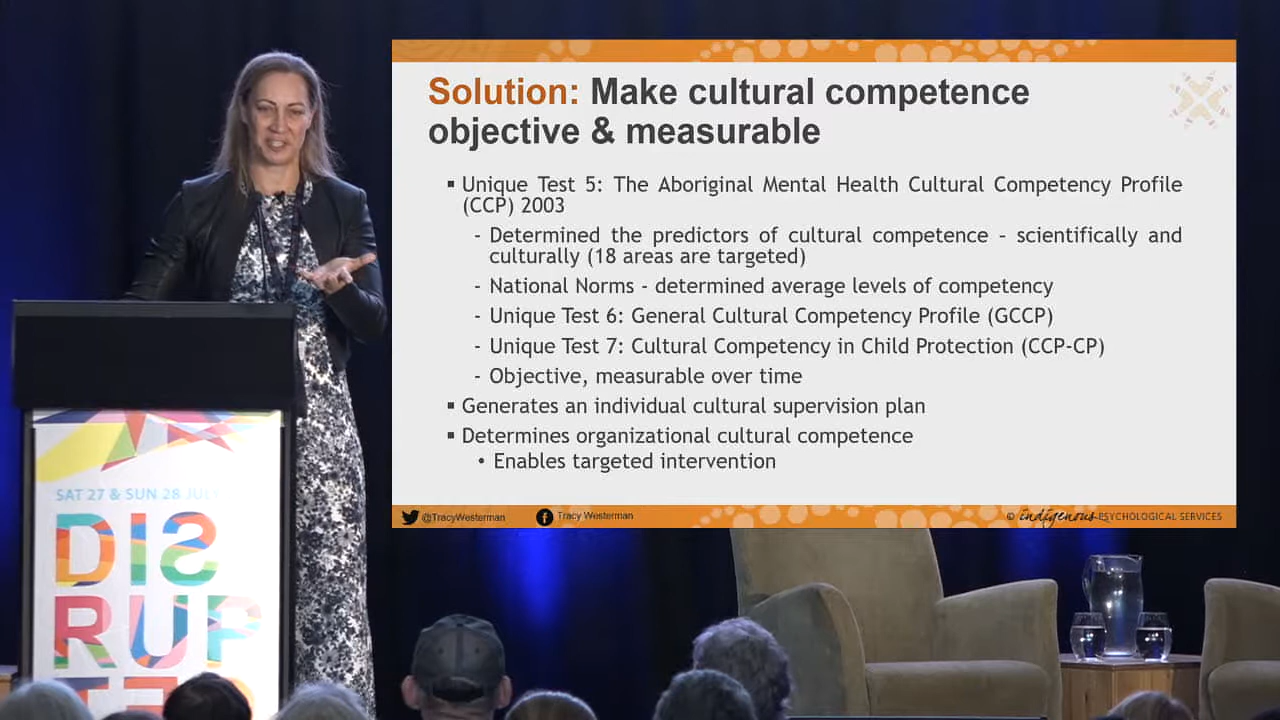 Solution: Make cultural competence
objective & measurable
▪ Unique Test 5: The Aboriginal Mental Health Cultural Competency Profile
(CCP) 2003
- Determined the predictors of cultural competence – scientifically and
culturally (18 areas are targeted)
- National Norms - determined average levels of competency
- Unique Test 6: General Cultural Competency Profile (GCCP)
- Unique Test 7: Cultural Competency in Child Protection (CCP-CP)
- Objective, measurable over time
▪ Generates an individual cultural supervision plan
▪ Determines organizational cultural competence
• Enables targeted intervention
@TracyWesterman
Tracy Westerman
© indigenous PSYCHOLOGICAL SERVICES
SAT 27 & SUN 28 JULY
DIS
RUP